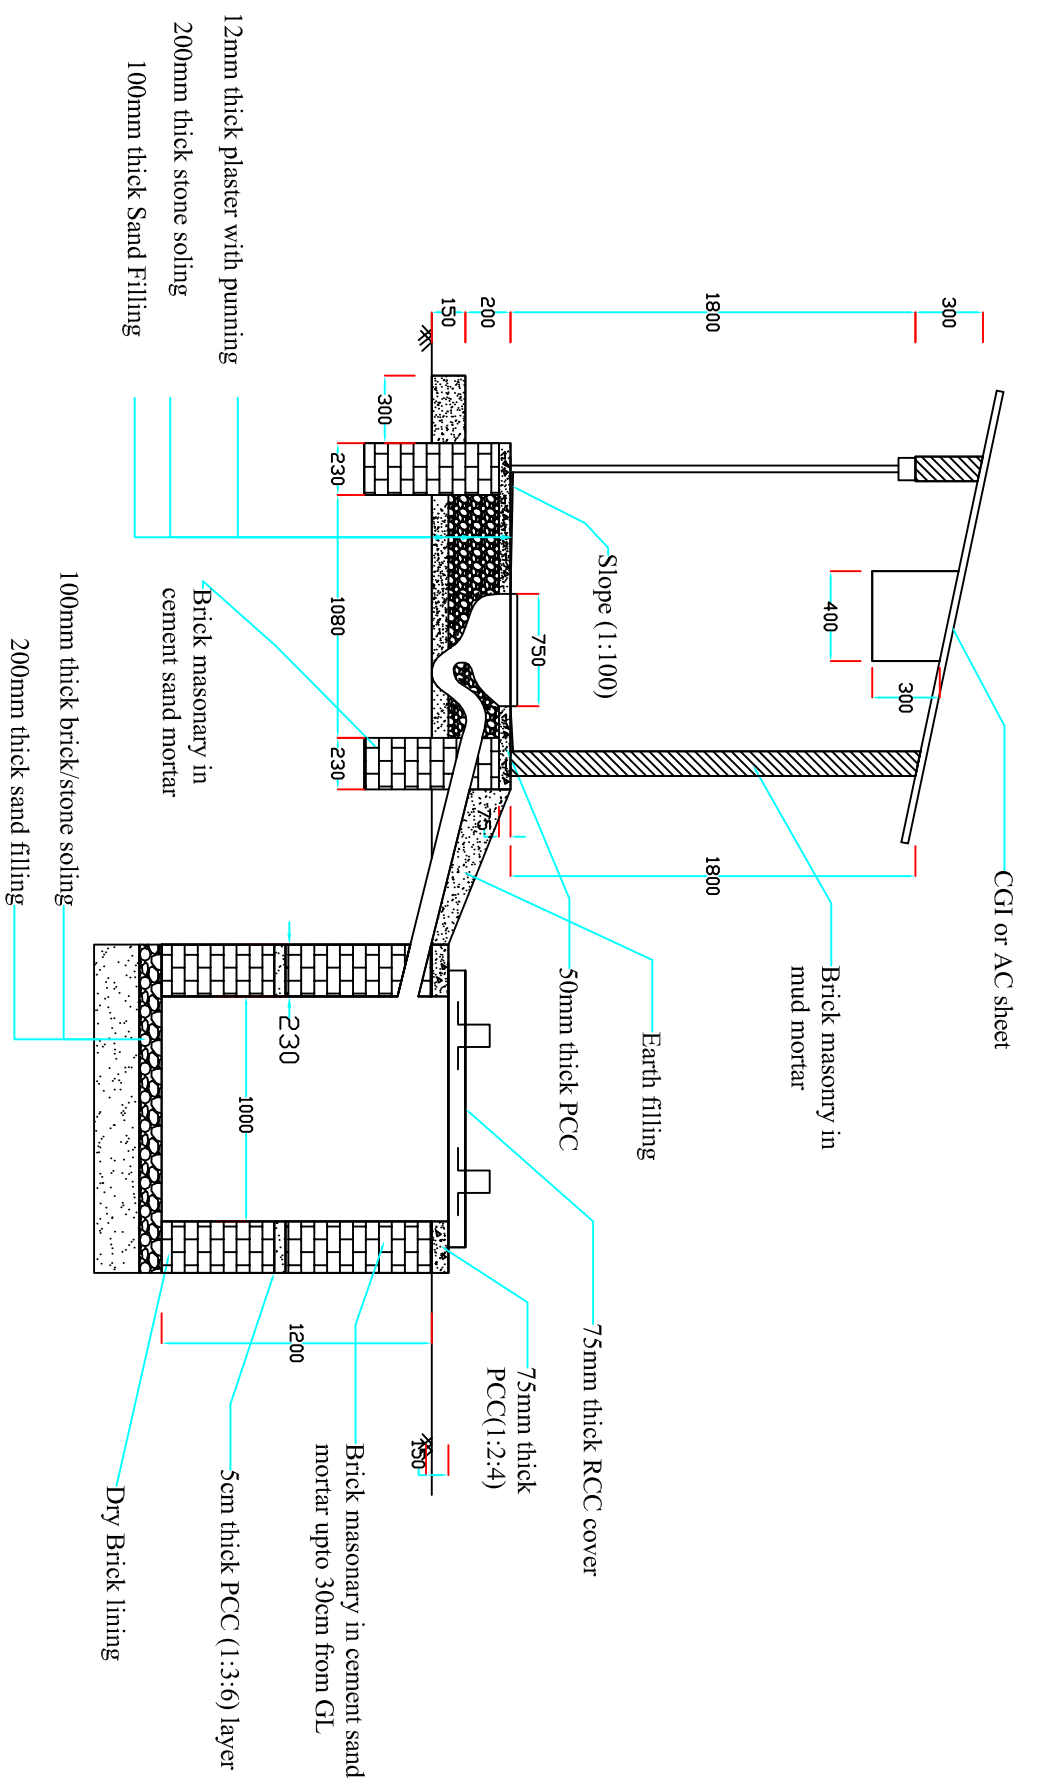 CGI or AC sheet
Brick masonry in
mud mortar
Earth filling
50mm thick PCC
75mm thick RCC cover
75mm thick
PCC(1:2:4)
Brick masonary in cement sand
mortar upto 30cm from GL
5cm thick PCC (1:3:6) layer
Dry Brick lining
Slope (1:100)
12mm thick plaster with punning
200mm thick stone soling
100mm thick Sand Filling
Brick masonary in
cement sand mortar
100mm thick brick/stone soling
200mm thick sand filling
300
1800
200
150
300
230
1080
230
400
300
750
75
1800
230
1000
1200
150